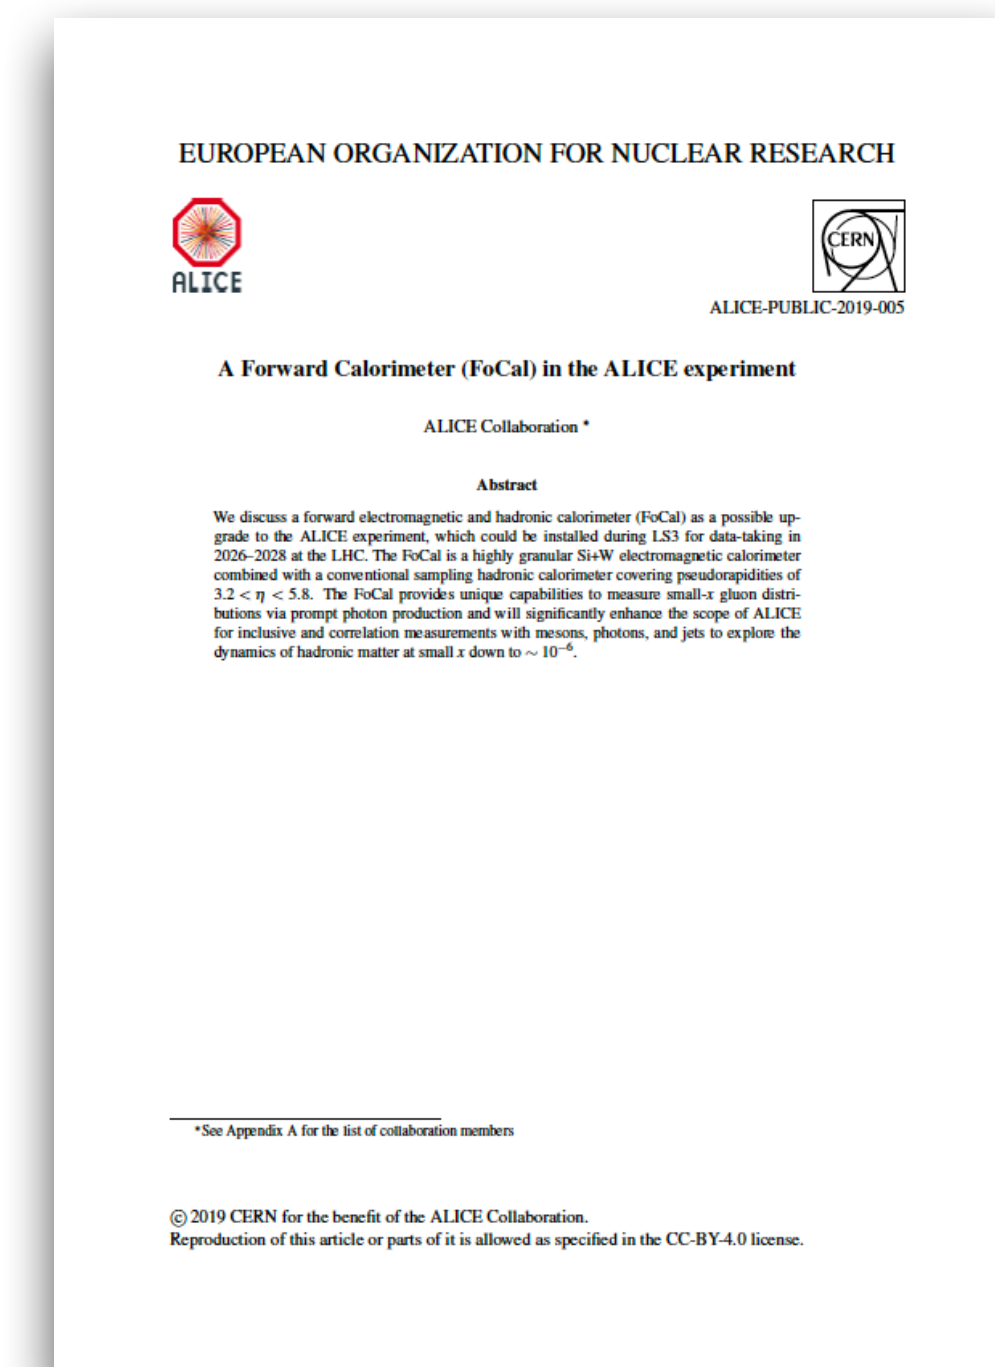 EUROPEAN ORGANIZATION FOR NUCLEAR RESEARCH
ALICE
CERN
ALICE-PUBLIC-2019-005
A Forward Calorimeter (FoCal) in the ALICE experiment
ALICE Collaboration *
Abstract
We discuss a forward electromagnetic and hadronic calorimeter (FoCal) as a possible up-
grade to the ALICE experiment, which could be installed during LS3 for data-taking in
2026–2028 at the LHC. The FoCal is a highly granular Si+W electromagnetic calorimeter
combined with a conventional sampling hadronic calorimeter covering pseudorapidities of
3.2 < η < 5.8. The FoCal provides unique capabilities to measure small-x gluon distri-
butions via prompt photon production and will significantly enhance the scope of ALICE
for inclusive and correlation measurements with mesons, photons, and jets to explore the
dynamics of hadronic matter at small x down to ∼ 10⁻⁶.
*See Appendix A for the list of collaboration members
© 2019 CERN for the benefit of the ALICE Collaboration.
Reproduction of this article or parts of it is allowed as specified in the CC-BY-4.0 license.